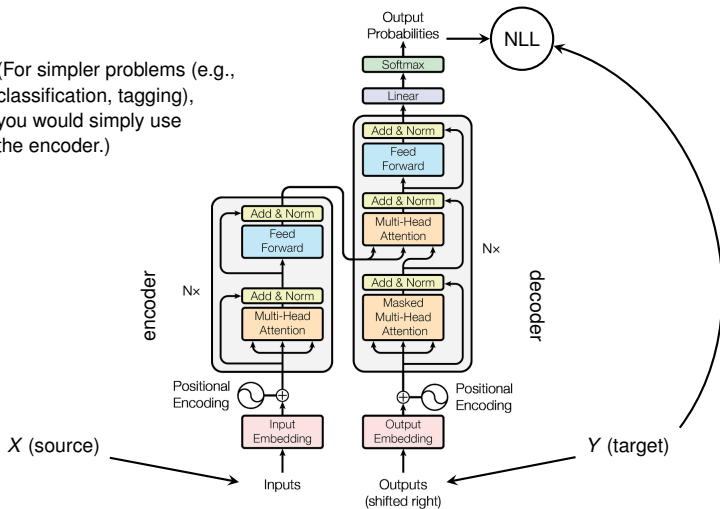 Output
Probabilities
NLL
(For simpler problems (e.g.,
classification, tagging),
you would simply use
the encoder.)
Softmax
Linear
Add & Norm
Feed
Forward
Add & Norm
Multi-Head
Attention
Add & Norm
Masked
Multi-Head
Attention
Nx
decoder
Add & Norm
Feed
Forward
Add & Norm
Multi-Head
Attention
Nx
encoder
Positional
Encoding
Positional
Encoding
Input
Embedding
Output
Embedding
X (source)
Y (target)
Inputs
Outputs
(shifted right)